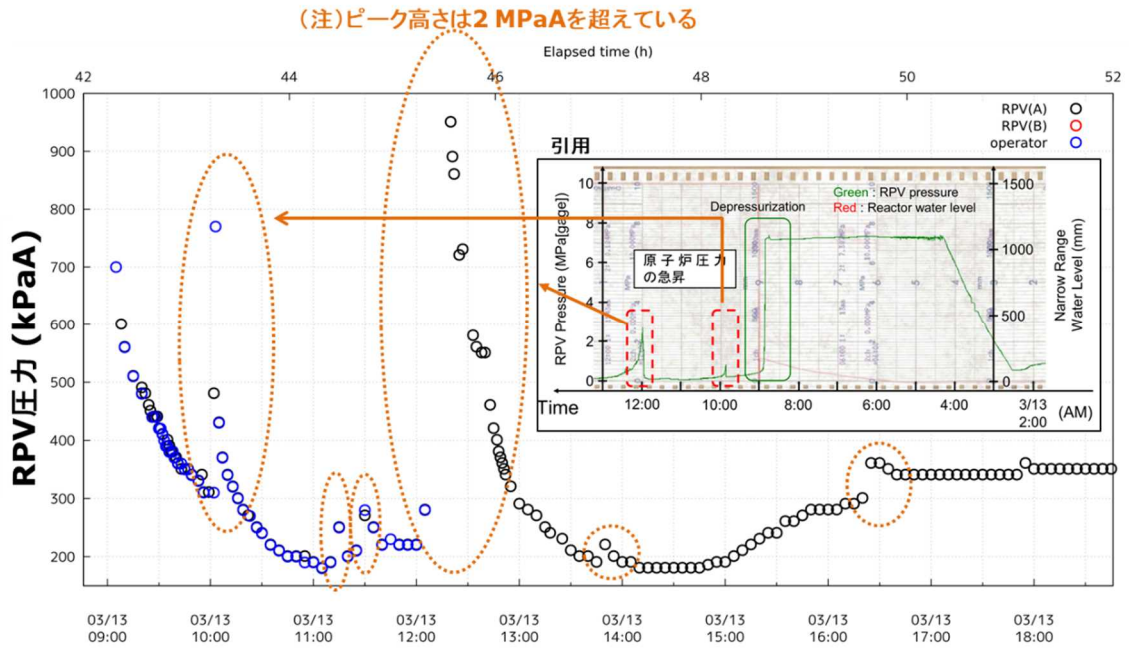 （注）ピーク高さは2 MPaAを超えている
Elapsed time (h)
42 44 46 48 50 52
RPV圧力 (kPaA)
1000
900
800
700
600
500
400
300
200
RPV(A)
RPV(B)
operator
引用
RPV Pressure (MPa[gage])
10
8
6
4
2
0
Green : RPV pressure
Red : Reactor water level
Depressurization
原子炉圧力
の急昇
1500
1000
500
0
Narrow Range
Water Level (mm)
Time
12:00 10:00 8:00 6:00 4:00 3/13
2:00
(AM)
03/13 03/13 03/13 03/13 03/13 03/13 03/13 03/13 03/13 03/13
09:00 10:00 11:00 12:00 13:00 14:00 15:00 16:00 17:00 18:00